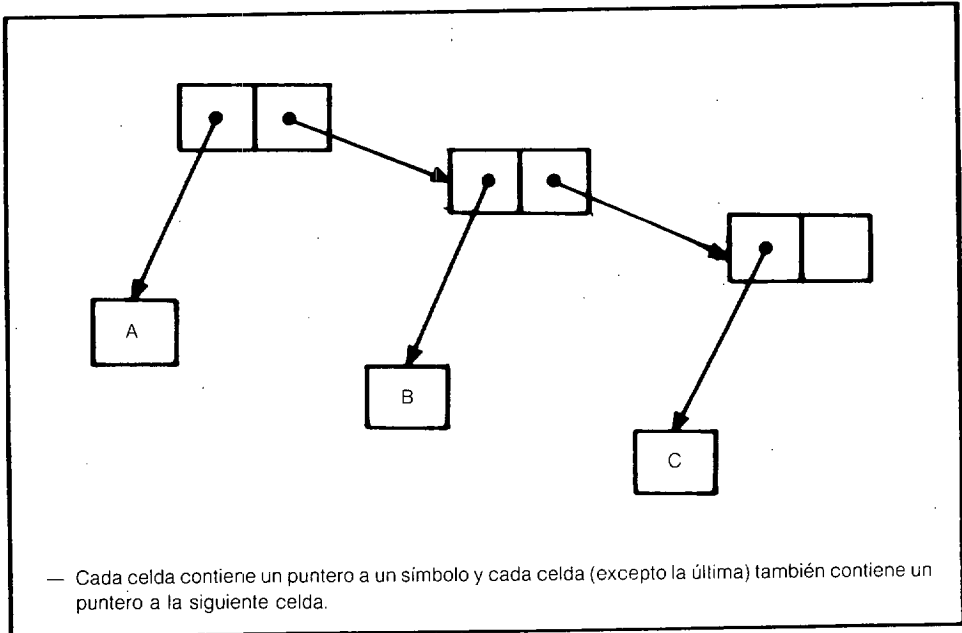 A
B
C
— Cada celda contiene un puntero a un símbolo y cada celda (excepto la última) también contiene un
puntero a la siguiente celda.